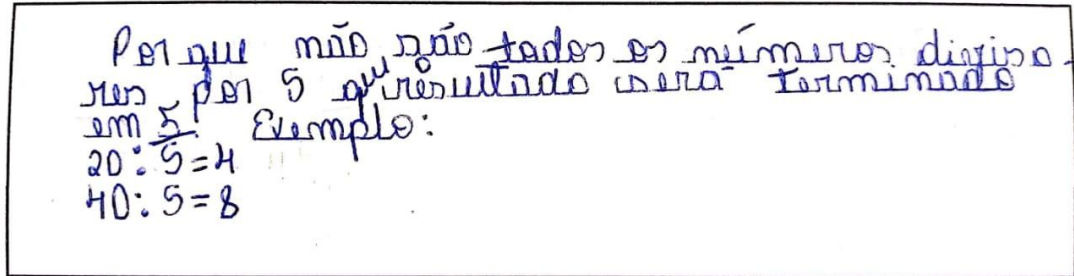 Por que não são todos os números diviso-
res por 5 que resultado será terminado
em 5. Exemplo:
20:5=4
40:5=8